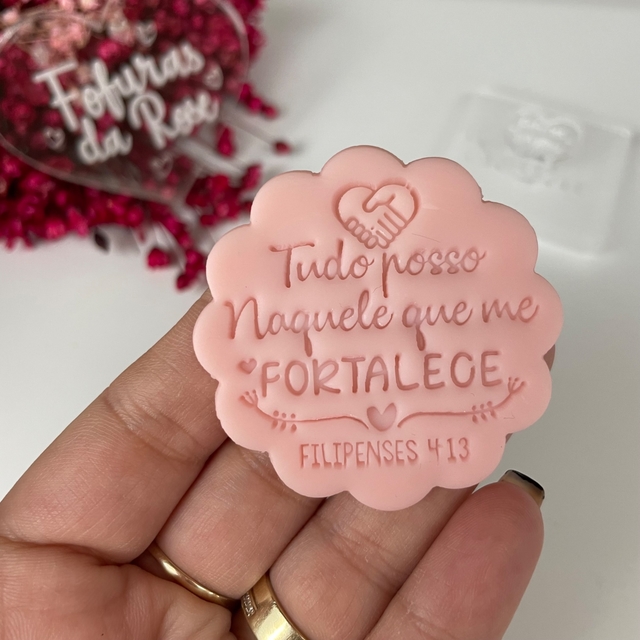 Fofuras
da Rose
Tudo posso
Naquele que me
FORTALECE
FILIPENSES 4 13